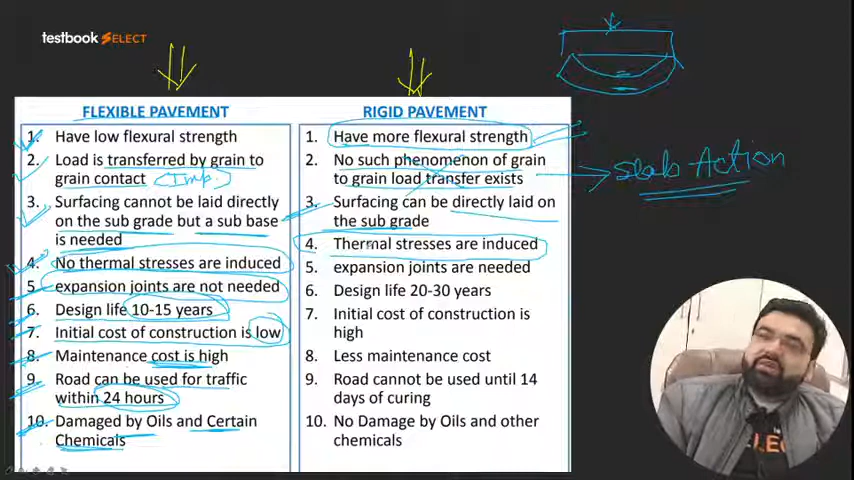 testbook SELECT
FLEXIBLE PAVEMENT
1. Have low flexural strength
2. Load is transferred by grain to
grain contact (Imp.)
3. Surfacing cannot be laid directly
on the sub grade but a sub base
is needed
4. No thermal stresses are induced
5. expansion joints are not needed
6. Design life 10-15 years
7. Initial cost of construction is low
8. Maintenance cost is high
9. Road can be used for traffic
within 24 hours
10. Damaged by Oils and Certain
Chemicals
RIGID PAVEMENT
1. Have more flexural strength
2. No such phenomenon of grain
to grain load transfer exists
3. Surfacing can be directly laid on
the sub grade
4. Thermal stresses are induced
5. expansion joints are needed
6. Design life 20-30 years
7. Initial cost of construction is
high
8. Less maintenance cost
9. Road cannot be used until 14
days of curing
10. No Damage by Oils and other
chemicals
Slab Action